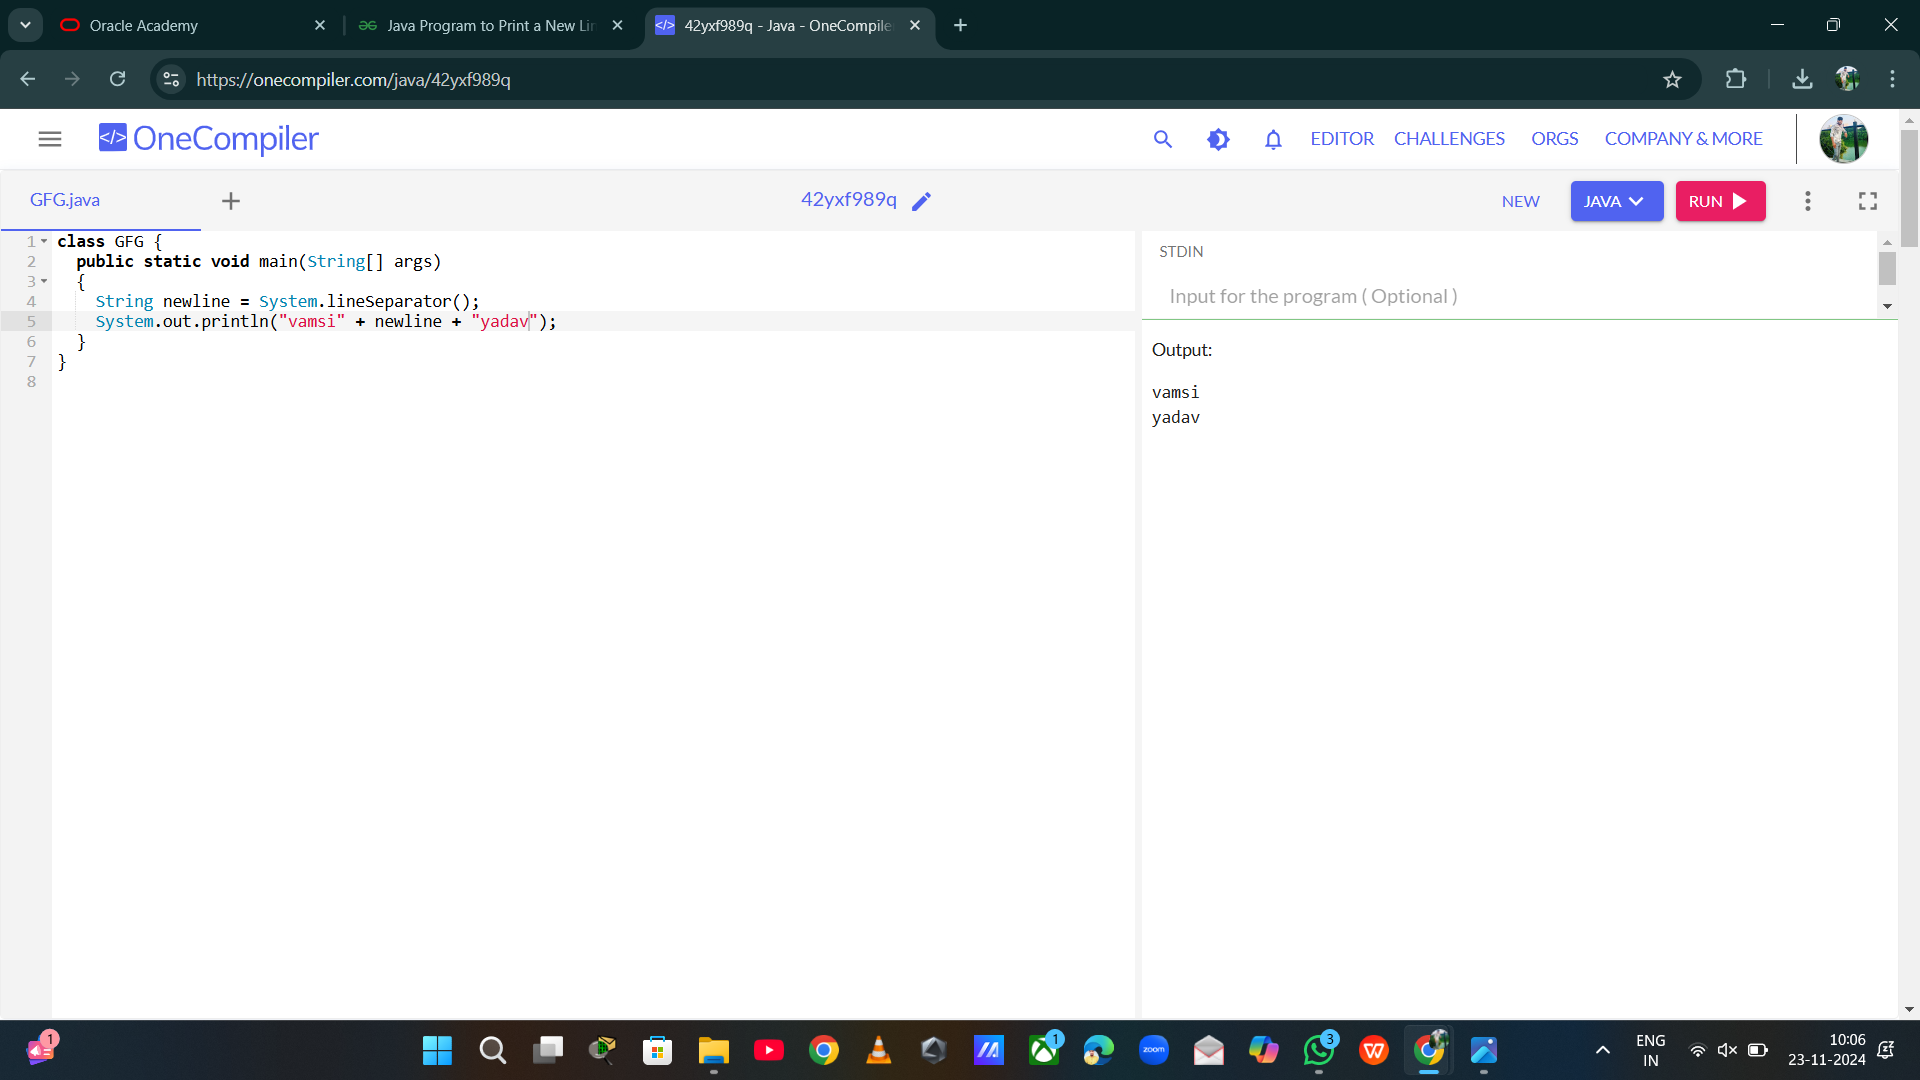 Oracle Academy
Java Program to Print a New Lin
42yxf989q - Java - OneCompile
https://onecompiler.com/java/42yxf989q
</> OneCompiler
EDITOR CHALLENGES ORGS COMPANY & MORE
GFG.java
42yxf989q
NEW
JAVA
RUN
1 class GFG {
2 public static void main(String[] args)
3 {
4 String newline = System.lineSeparator();
5 System.out.println("vamsi" + newline + "yadav");
6 }
7 }
8
STDIN
Input for the program ( Optional )
Output:
vamsi
yadav
1
1
zoom
3
W
ENG
IN
10:06
23-11-2024